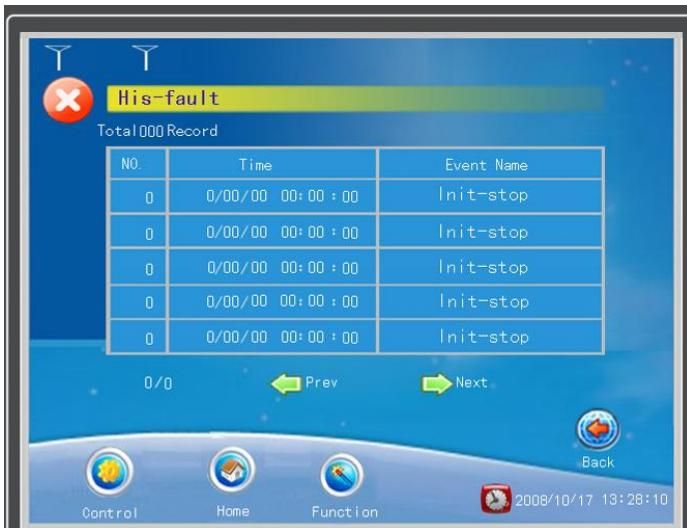 His-fault
Total 000 Record
NO. Time Event Name
0 0/00/00 00:00:00 Init-stop
0 0/00/00 00:00:00 Init-stop
0 0/00/00 00:00:00 Init-stop
0 0/00/00 00:00:00 Init-stop
0 0/00/00 00:00:00 Init-stop
0/0 Prev Next
Back
Control Home Function
2008/10/17 13:28:10